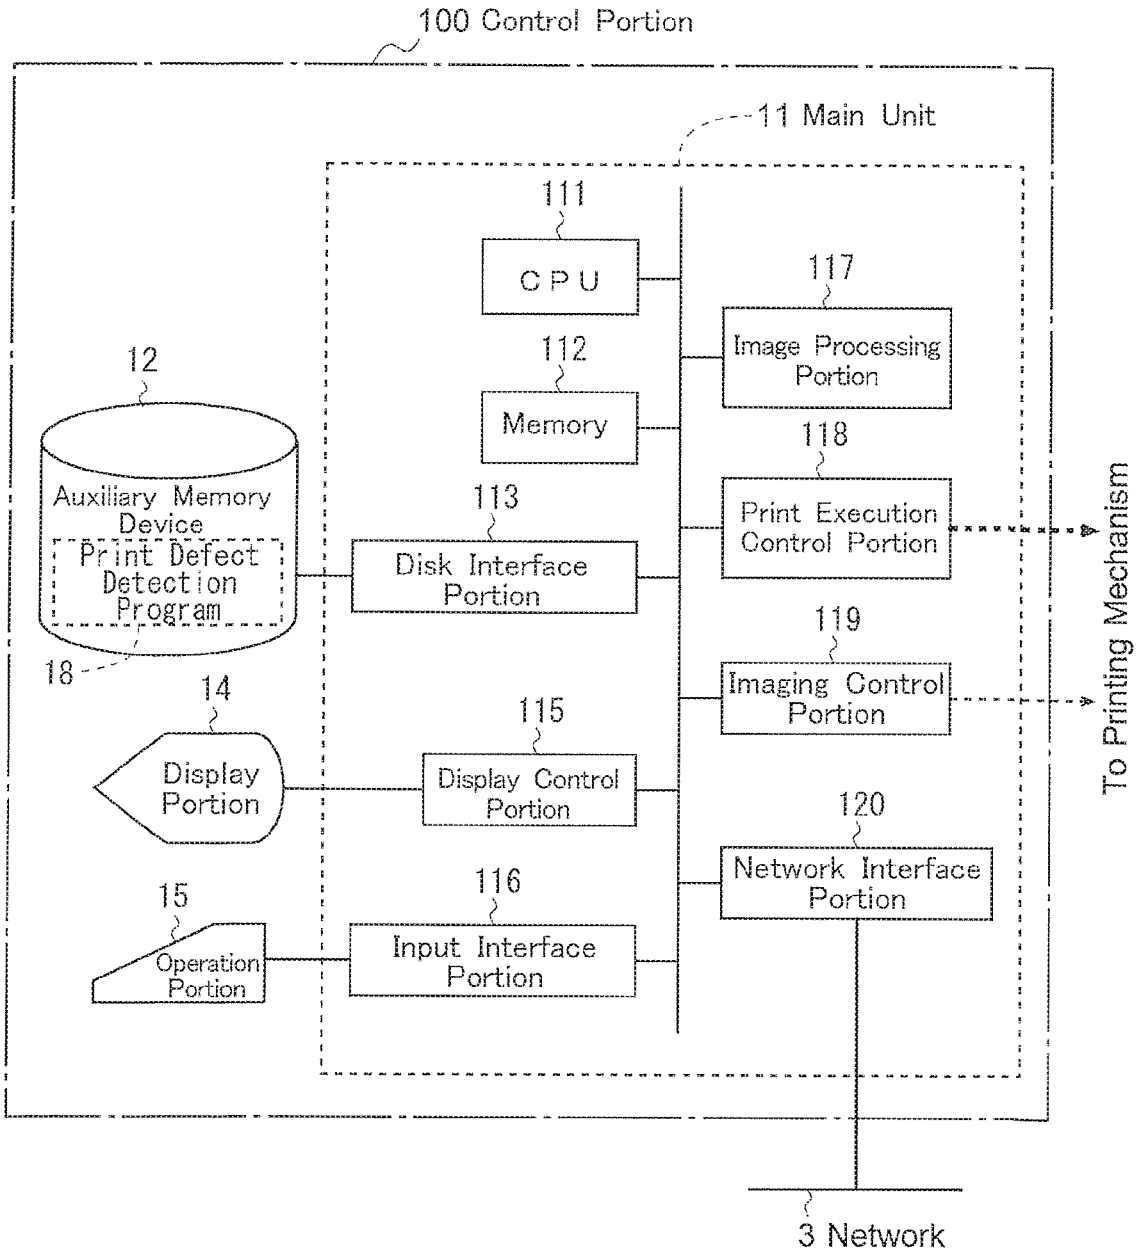 100 Control Portion
11 Main Unit
111
CPU
117
Image Processing
Portion
12
112
Memory
118
Print Execution
Control Portion
Auxiliary Memory
Device
Print Defect
Detection
Program
18
113
Disk Interface
Portion
119
Imaging Control
Portion
To Printing Mechanism
14
Display
Portion
115
Display Control
Portion
120
Network Interface
Portion
15
Operation
Portion
116
Input Interface
Portion
3 Network